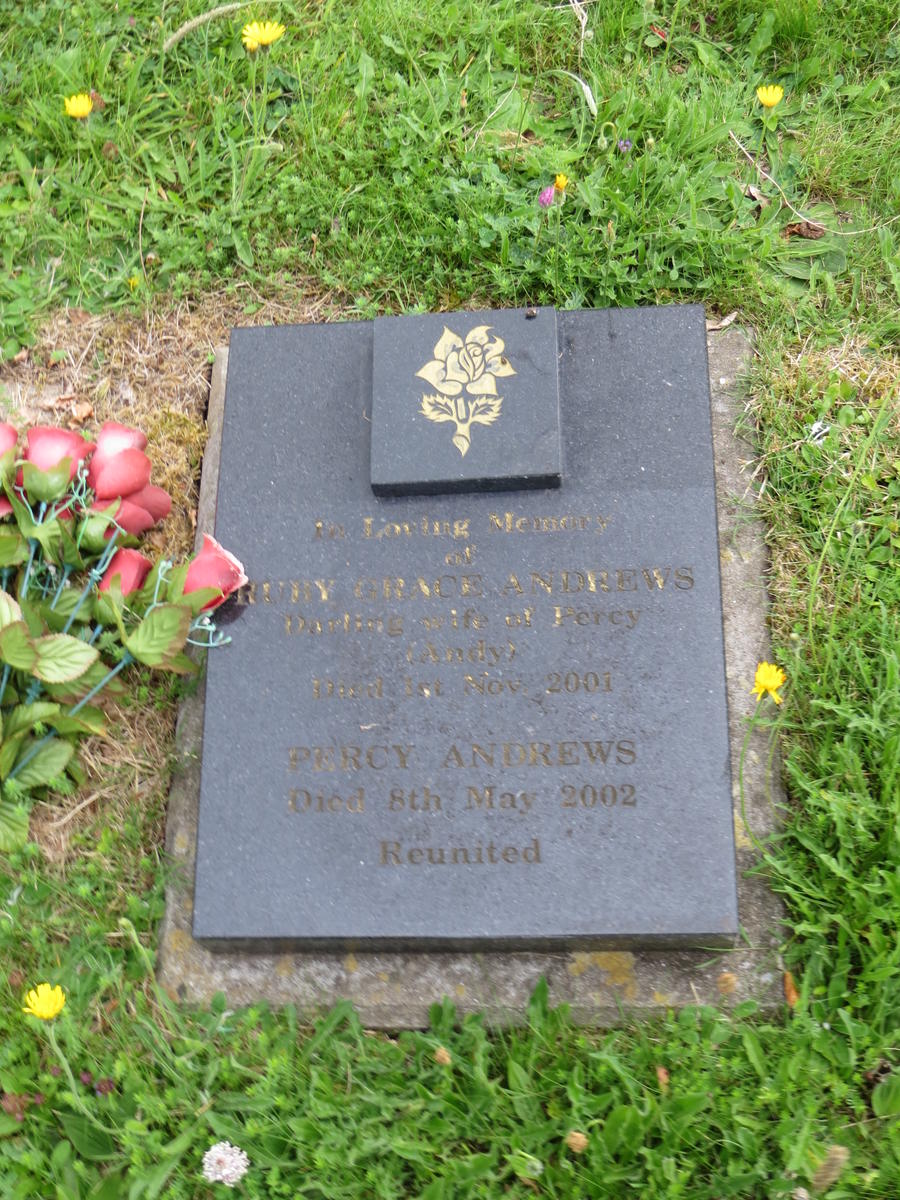 In Loving Memory
of
RUBY GRACE ANDREWS
Darling wife of Percy
(Andy)
Died 1st Nov. 2001
PERCY ANDREWS
Died 8th May 2002
Reunited